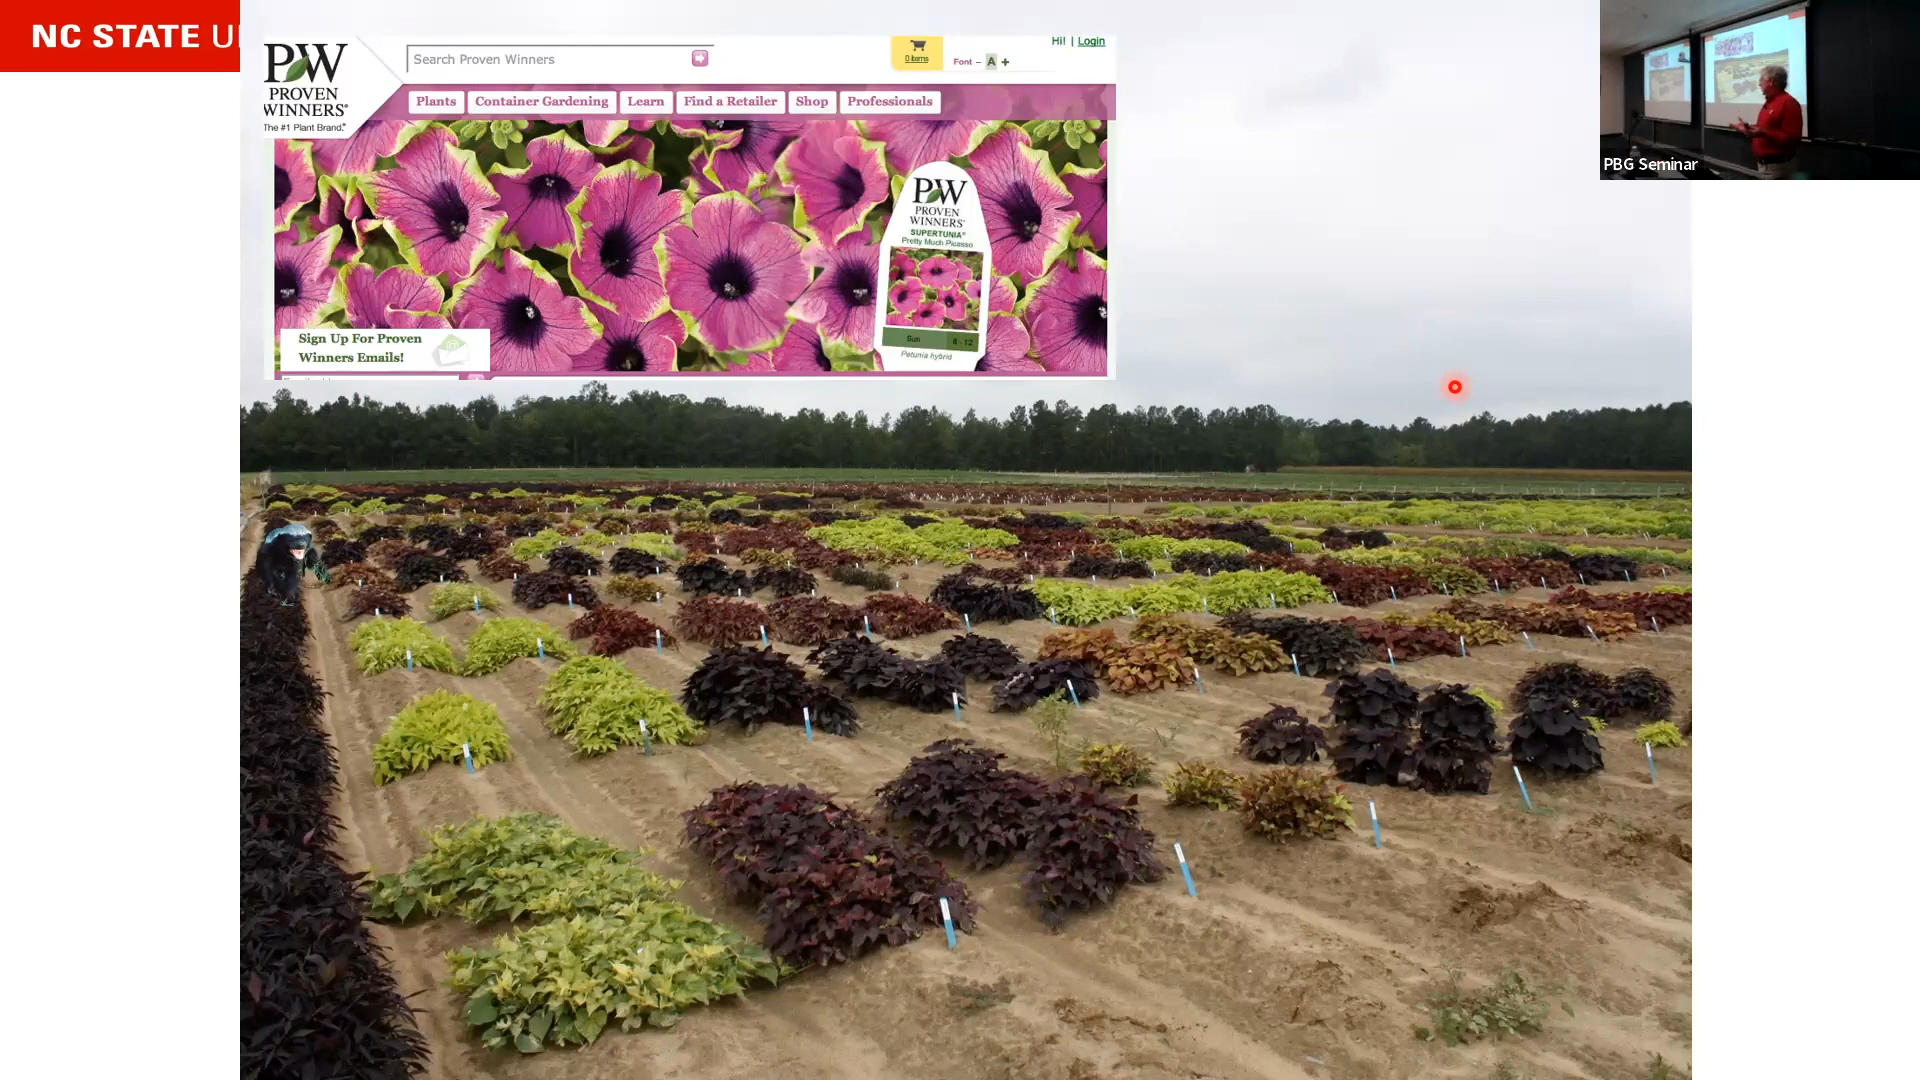 NC STATE U
PW
PROVEN
WINNERS®
The #1 Plant Brand.®
Search Proven Winners
0 items
Font – A +
Hi! | Login
Plants
Container Gardening
Learn
Find a Retailer
Shop
Professionals
PW
PROVEN
WINNERS®
SUPERTUNIA®
Pretty Much Picasso
Sun
8 - 12
Petunia hybrid
Sign Up For Proven
Winners Emails!
PBG Seminar